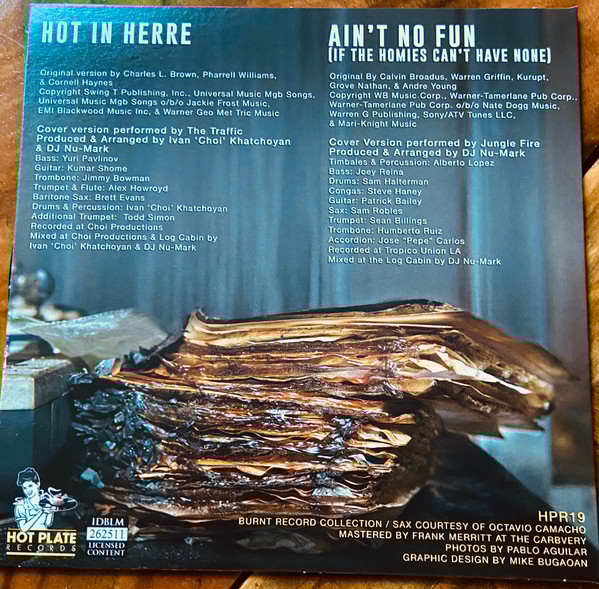 HOT IN HERRE
Original version by Charles L. Brown, Pharrell Williams,
& Cornell Haynes
Copyright Swing T Publishing, Inc., Universal Music Mgb Songs,
Universal Music Mgb Songs o/b/o Jackie Frost Music,
EMI Blackwood Music Inc, & Warner Geo Met Tric Music
Cover version performed by The Traffic
Produced & Arranged by Ivan 'Choi' Khatchoyan
& DJ Nu-Mark
Bass: Yuri Pavlinov
Guitar: Kumar Shome
Trombone: Jimmy Bowman
Trumpet & Flute: Alex Howroyd
Baritone Sax: Brett Evans
Drums & Percussion: Ivan 'Choi' Khatchoyan
Additional Trumpet: Todd Simon
Recorded at Choi Productions
Mixed at Choi Productions & Log Cabin by
Ivan 'Choi' Khatchoyan & DJ Nu-Mark
AIN'T NO FUN
(IF THE HOMIES CAN'T HAVE NONE)
Original By Calvin Broadus, Warren Griffin, Kurupt,
Grove Nathan, & Andre Young
Copyright WB Music Corp., Warner-Tamerlane Pub Corp.,
Warner-Tamerlane Pub Corp. o/b/o Nate Dogg Music,
Warren G Publishing, Sony/ATV Tunes LLC,
& Mari-Knight Music
Cover Version performed by Jungle Fire
Produced & Arranged by DJ Nu-Mark
Timbales & Percussion: Alberto Lopez
Bass: Joey Reina
Drums: Sam Halterman
Congas: Steve Haney
Guitar: Patrick Bailey
Sax: Sam Robles
Trumpet: Sean Billings
Trombone: Humberto Ruiz
Accordion: Jose "Pepe" Carlos
Recorded at Tropico Union LA
Mixed at the Log Cabin by DJ Nu-Mark
HOT PLATE
RECORDS
IDBLM
262511
LICENSED
CONTENT
HPR19
BURNT RECORD COLLECTION / SAX COURTESY OF OCTAVIO CAMACHO
MASTERED BY FRANK MERRITT AT THE CARBVERY
PHOTOS BY PABLO AGUILAR
GRAPHIC DESIGN BY MIKE BUGAOAN